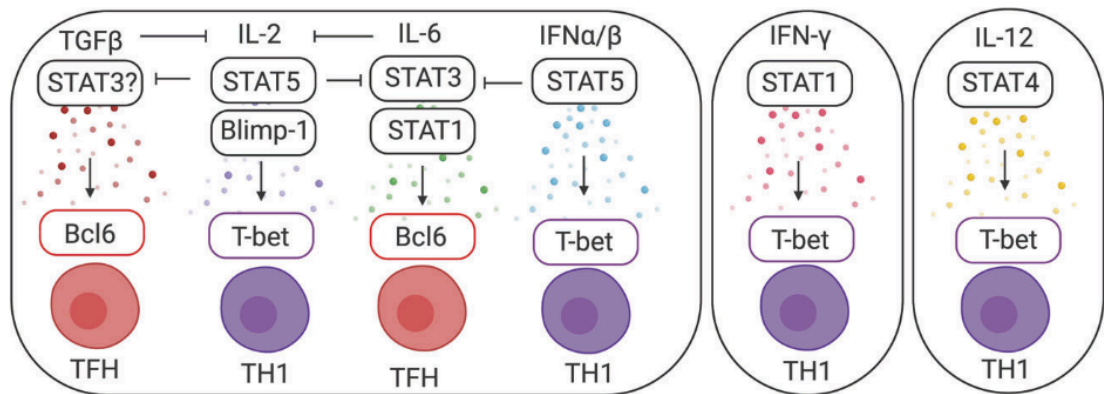 TGFβ
IL-2
IL-6
IFNα/β
IFN-γ
IL-12
STAT3?
STAT5
STAT3
STAT5
STAT1
STAT4
Blimp-1
STAT1
Bcl6
T-bet
Bcl6
T-bet
T-bet
T-bet
TFH
TH1
TFH
TH1
TH1
TH1